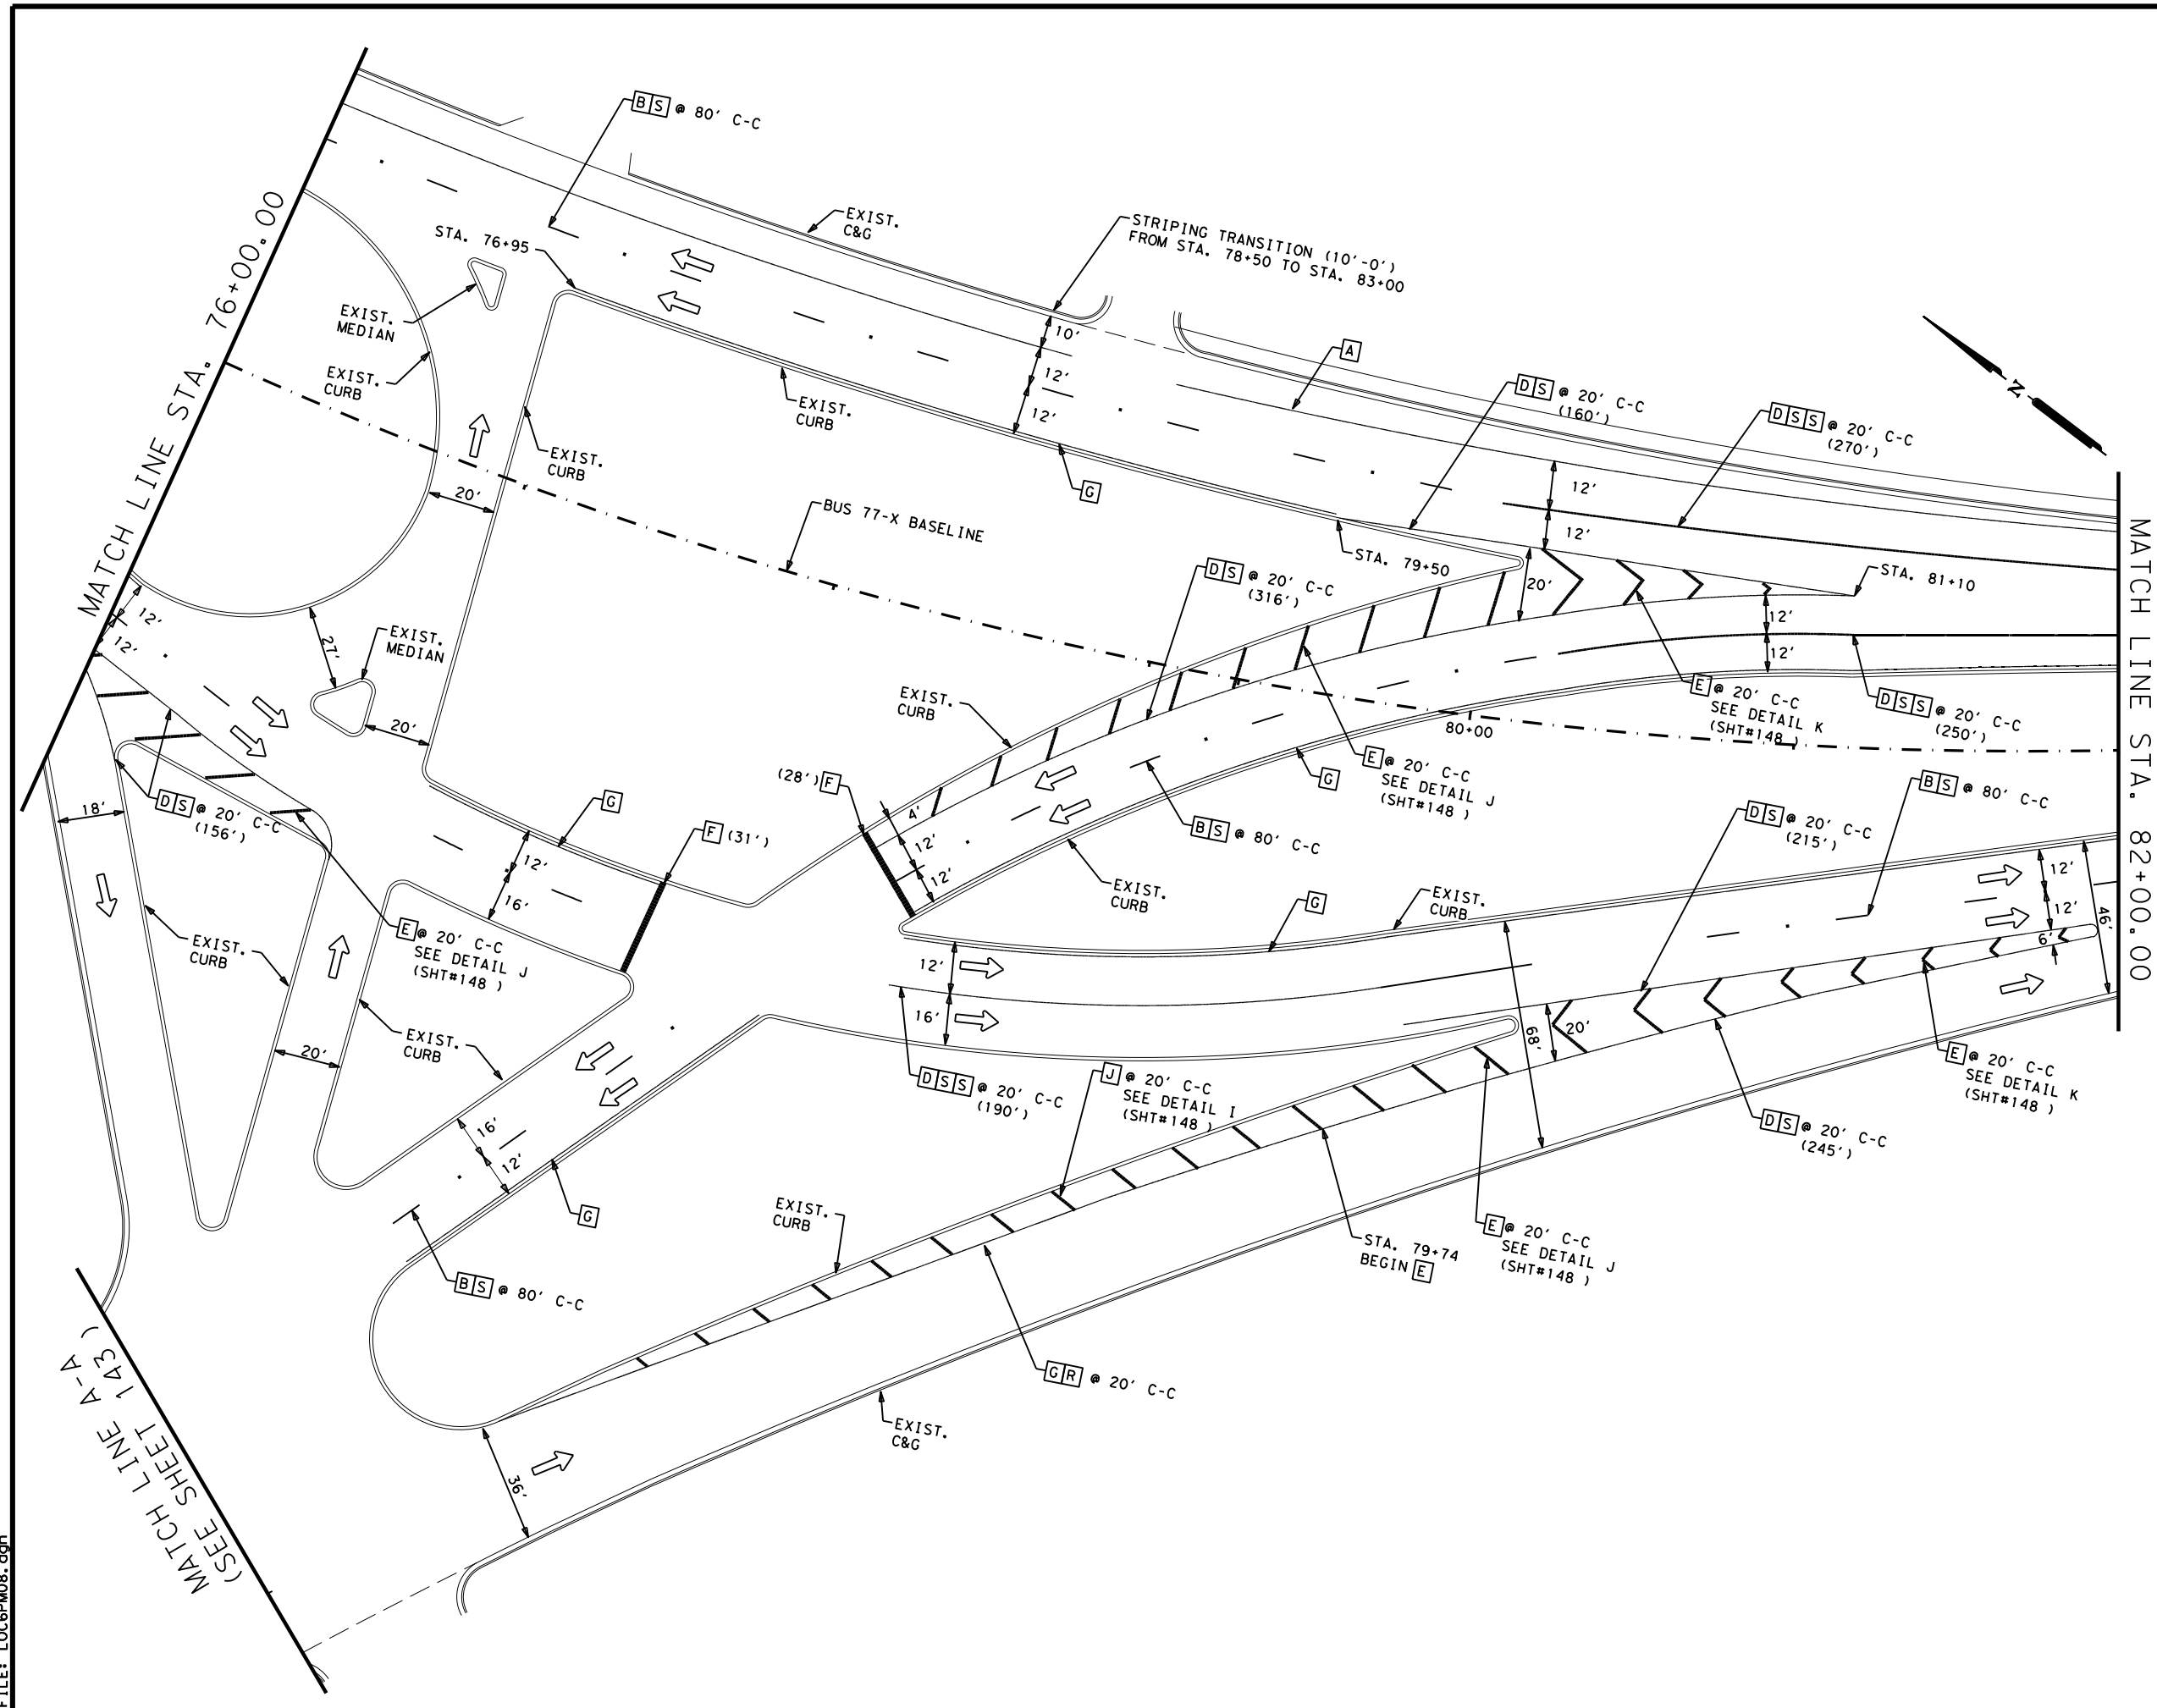 BS @ 80' C-C
EXIST.
C&G
STRIPING TRANSITION (10'-0')
FROM STA. 78+50 TO STA. 83+00
STA. 76+95
MATCH LINE STA. 76+00.00
EXIST.
MEDIAN
EXIST.
CURB
10'
12'
12'
A
DS @ 20' C-C
(160')
DSS @ 20' C-C
(270')
N
EXIST.
CURB
EXIST.
CURB
G
20'
BUS 77-X BASELINE
12'
12'
STA. 79+50
20'
STA. 81+10
MATCH LINE STA. 82+00.00
DS @ 20' C-C
(316')
12'
12'
12'
12'
27'
EXIST.
MEDIAN
20'
EXIST.
CURB
E @ 20' C-C
SEE DETAIL K
(SHT#148 )
DSS @ 20' C-C
(250')
80+00
E @ 20' C-C
SEE DETAIL J
(SHT#148 )
G
(28') F
4'
12'
12'
BS @ 80' C-C
BS @ 80' C-C
DS @ 20' C-C
(215')
18'
DS @ 20' C-C
(156')
G
F (31')
12'
16'
EXIST.
CURB
G
EXIST.
CURB
12'
12'
46'
6'
E @ 20' C-C
SEE DETAIL J
(SHT#148 )
EXIST.
CURB
12'
16'
68'
20'
EXIST.
CURB
20'
DSS @ 20' C-C
(190')
J @ 20' C-C
SEE DETAIL I
(SHT#148 )
E @ 20' C-C
SEE DETAIL K
(SHT#148 )
DS @ 20' C-C
(245')
16'
12'
G
EXIST.
CURB
STA. 79+74
BEGIN E
E @ 20' C-C
SEE DETAIL J
(SHT#148 )
BS @ 80' C-C
GR @ 20' C-C
EXIST.
C&G
36'
MATCH LINE A-A
(SEE SHEET 143 )
FILE: LOC6PM08.dgn